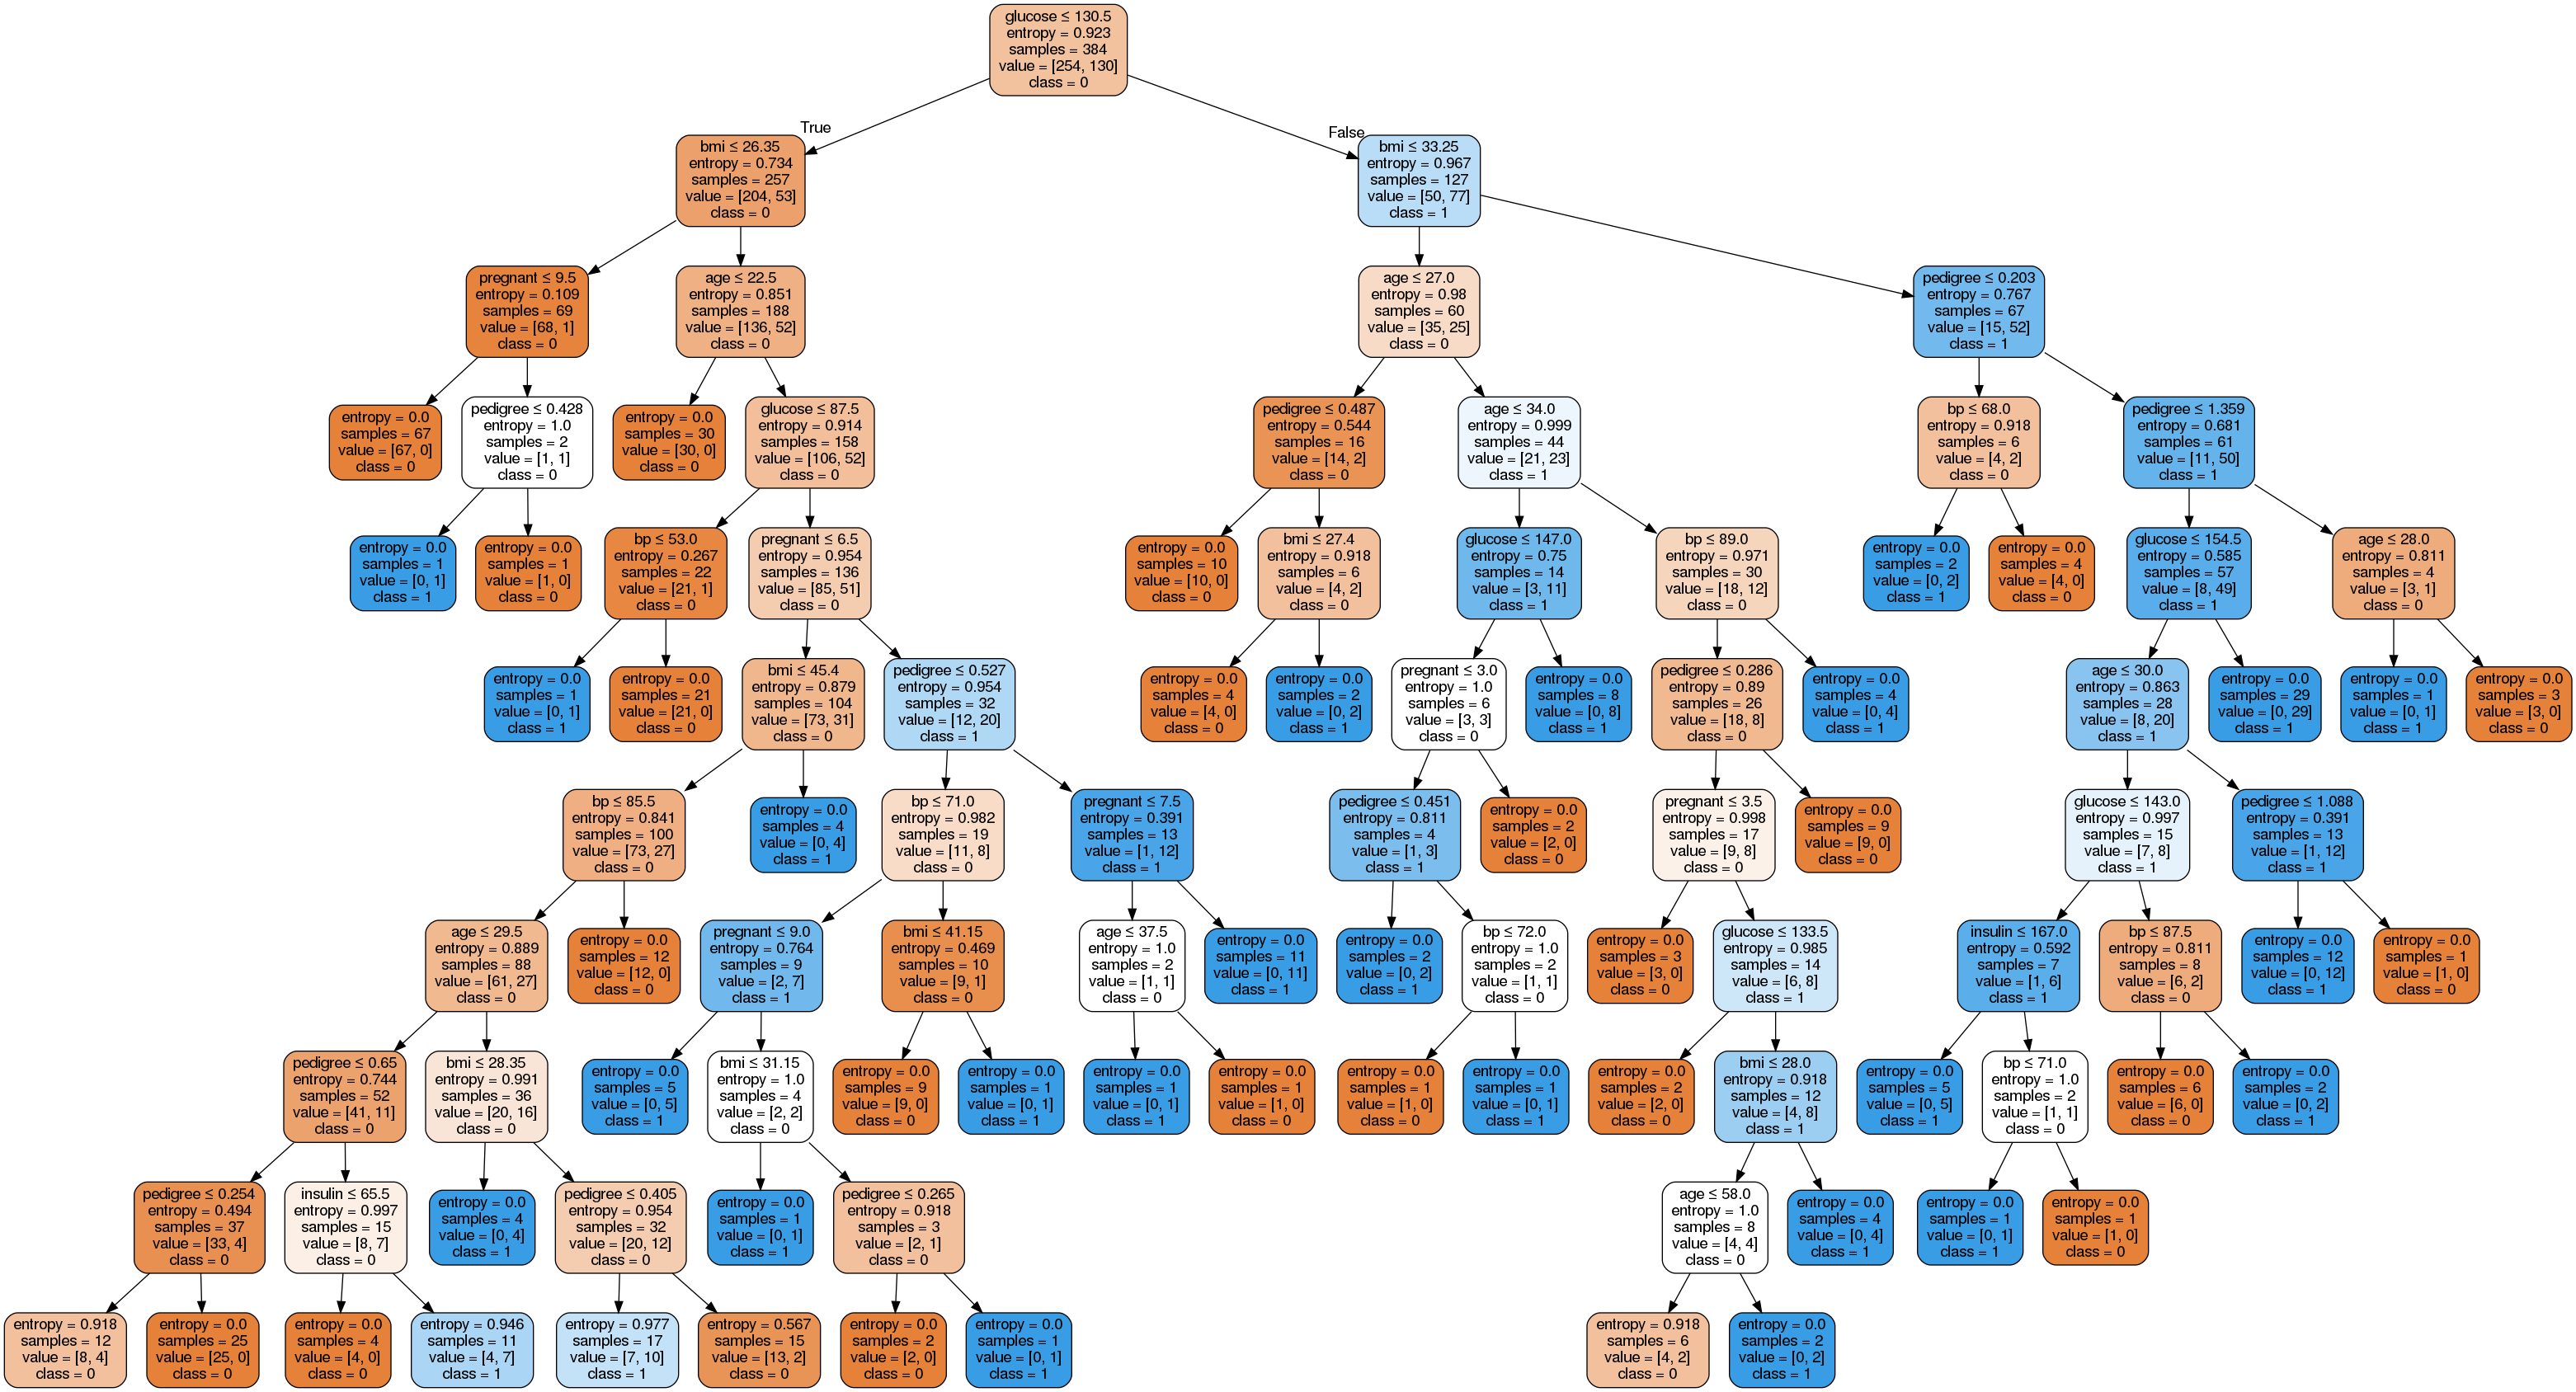 glucose ≤ 130.5
entropy = 0.923
samples = 384
value = [254, 130]
class = 0
True
False
bmi ≤ 26.35
entropy = 0.734
samples = 257
value = [204, 53]
class = 0
bmi ≤ 33.25
entropy = 0.967
samples = 127
value = [50, 77]
class = 1
pregnant ≤ 9.5
entropy = 0.109
samples = 69
value = [68, 1]
class = 0
age ≤ 22.5
entropy = 0.851
samples = 188
value = [136, 52]
class = 0
age ≤ 27.0
entropy = 0.98
samples = 60
value = [35, 25]
class = 0
pedigree ≤ 0.203
entropy = 0.767
samples = 67
value = [15, 52]
class = 1
entropy = 0.0
samples = 67
value = [67, 0]
class = 0
pedigree ≤ 0.428
entropy = 1.0
samples = 2
value = [1, 1]
class = 0
entropy = 0.0
samples = 30
value = [30, 0]
class = 0
glucose ≤ 87.5
entropy = 0.914
samples = 158
value = [106, 52]
class = 0
pedigree ≤ 0.487
entropy = 0.544
samples = 16
value = [14, 2]
class = 0
age ≤ 34.0
entropy = 0.999
samples = 44
value = [21, 23]
class = 1
bp ≤ 68.0
entropy = 0.918
samples = 6
value = [4, 2]
class = 0
pedigree ≤ 1.359
entropy = 0.681
samples = 61
value = [11, 50]
class = 1
entropy = 0.0
samples = 1
value = [0, 1]
class = 1
entropy = 0.0
samples = 1
value = [1, 0]
class = 0
bp ≤ 53.0
entropy = 0.267
samples = 22
value = [21, 1]
class = 0
pregnant ≤ 6.5
entropy = 0.954
samples = 136
value = [85, 51]
class = 0
entropy = 0.0
samples = 10
value = [10, 0]
class = 0
bmi ≤ 27.4
entropy = 0.918
samples = 6
value = [4, 2]
class = 0
glucose ≤ 147.0
entropy = 0.75
samples = 14
value = [3, 11]
class = 1
bp ≤ 89.0
entropy = 0.971
samples = 30
value = [18, 12]
class = 0
entropy = 0.0
samples = 2
value = [0, 2]
class = 1
entropy = 0.0
samples = 4
value = [4, 0]
class = 0
glucose ≤ 154.5
entropy = 0.585
samples = 57
value = [8, 49]
class = 1
age ≤ 28.0
entropy = 0.811
samples = 4
value = [3, 1]
class = 0
entropy = 0.0
samples = 1
value = [0, 1]
class = 1
entropy = 0.0
samples = 21
value = [21, 0]
class = 0
bmi ≤ 45.4
entropy = 0.879
samples = 104
value = [73, 31]
class = 0
pedigree ≤ 0.527
entropy = 0.954
samples = 32
value = [12, 20]
class = 1
entropy = 0.0
samples = 4
value = [4, 0]
class = 0
entropy = 0.0
samples = 2
value = [0, 2]
class = 1
pregnant ≤ 3.0
entropy = 1.0
samples = 6
value = [3, 3]
class = 0
entropy = 0.0
samples = 8
value = [0, 8]
class = 1
pedigree ≤ 0.286
entropy = 0.89
samples = 26
value = [18, 8]
class = 0
entropy = 0.0
samples = 4
value = [0, 4]
class = 1
age ≤ 30.0
entropy = 0.863
samples = 28
value = [8, 20]
class = 1
entropy = 0.0
samples = 29
value = [0, 29]
class = 1
entropy = 0.0
samples = 1
value = [0, 1]
class = 1
entropy = 0.0
samples = 3
value = [3, 0]
class = 0
bp ≤ 85.5
entropy = 0.841
samples = 100
value = [73, 27]
class = 0
entropy = 0.0
samples = 4
value = [0, 4]
class = 1
bp ≤ 71.0
entropy = 0.982
samples = 19
value = [11, 8]
class = 0
pregnant ≤ 7.5
entropy = 0.391
samples = 13
value = [1, 12]
class = 1
pedigree ≤ 0.451
entropy = 0.811
samples = 4
value = [1, 3]
class = 1
entropy = 0.0
samples = 2
value = [2, 0]
class = 0
pregnant ≤ 3.5
entropy = 0.998
samples = 17
value = [9, 8]
class = 0
entropy = 0.0
samples = 9
value = [9, 0]
class = 0
glucose ≤ 143.0
entropy = 0.997
samples = 15
value = [7, 8]
class = 1
pedigree ≤ 1.088
entropy = 0.391
samples = 13
value = [1, 12]
class = 1
age ≤ 29.5
entropy = 0.889
samples = 88
value = [61, 27]
class = 0
entropy = 0.0
samples = 12
value = [12, 0]
class = 0
pregnant ≤ 9.0
entropy = 0.764
samples = 9
value = [2, 7]
class = 1
bmi ≤ 41.15
entropy = 0.469
samples = 10
value = [9, 1]
class = 0
age ≤ 37.5
entropy = 1.0
samples = 2
value = [1, 1]
class = 0
entropy = 0.0
samples = 11
value = [0, 11]
class = 1
entropy = 0.0
samples = 2
value = [0, 2]
class = 1
bp ≤ 72.0
entropy = 1.0
samples = 2
value = [1, 1]
class = 0
entropy = 0.0
samples = 3
value = [3, 0]
class = 0
glucose ≤ 133.5
entropy = 0.985
samples = 14
value = [6, 8]
class = 1
insulin ≤ 167.0
entropy = 0.592
samples = 7
value = [1, 6]
class = 1
bp ≤ 87.5
entropy = 0.811
samples = 8
value = [6, 2]
class = 0
entropy = 0.0
samples = 12
value = [0, 12]
class = 1
entropy = 0.0
samples = 1
value = [1, 0]
class = 0
pedigree ≤ 0.65
entropy = 0.744
samples = 52
value = [41, 11]
class = 0
bmi ≤ 28.35
entropy = 0.991
samples = 36
value = [20, 16]
class = 0
entropy = 0.0
samples = 5
value = [0, 5]
class = 1
bmi ≤ 31.15
entropy = 1.0
samples = 4
value = [2, 2]
class = 0
entropy = 0.0
samples = 9
value = [9, 0]
class = 0
entropy = 0.0
samples = 1
value = [0, 1]
class = 1
entropy = 0.0
samples = 1
value = [0, 1]
class = 1
entropy = 0.0
samples = 1
value = [1, 0]
class = 0
entropy = 0.0
samples = 1
value = [1, 0]
class = 0
entropy = 0.0
samples = 1
value = [0, 1]
class = 1
entropy = 0.0
samples = 2
value = [2, 0]
class = 0
bmi ≤ 28.0
entropy = 0.918
samples = 12
value = [4, 8]
class = 1
entropy = 0.0
samples = 5
value = [0, 5]
class = 1
bp ≤ 71.0
entropy = 1.0
samples = 2
value = [1, 1]
class = 0
entropy = 0.0
samples = 6
value = [6, 0]
class = 0
entropy = 0.0
samples = 2
value = [0, 2]
class = 1
pedigree ≤ 0.254
entropy = 0.494
samples = 37
value = [33, 4]
class = 0
insulin ≤ 65.5
entropy = 0.997
samples = 15
value = [8, 7]
class = 0
entropy = 0.0
samples = 4
value = [0, 4]
class = 1
pedigree ≤ 0.405
entropy = 0.954
samples = 32
value = [20, 12]
class = 0
entropy = 0.0
samples = 1
value = [0, 1]
class = 1
pedigree ≤ 0.265
entropy = 0.918
samples = 3
value = [2, 1]
class = 0
age ≤ 58.0
entropy = 1.0
samples = 8
value = [4, 4]
class = 0
entropy = 0.0
samples = 4
value = [0, 4]
class = 1
entropy = 0.0
samples = 1
value = [0, 1]
class = 1
entropy = 0.0
samples = 1
value = [1, 0]
class = 0
entropy = 0.918
samples = 12
value = [8, 4]
class = 0
entropy = 0.0
samples = 25
value = [25, 0]
class = 0
entropy = 0.0
samples = 4
value = [4, 0]
class = 0
entropy = 0.946
samples = 11
value = [4, 7]
class = 1
entropy = 0.977
samples = 17
value = [7, 10]
class = 1
entropy = 0.567
samples = 15
value = [13, 2]
class = 0
entropy = 0.0
samples = 2
value = [2, 0]
class = 0
entropy = 0.0
samples = 1
value = [0, 1]
class = 1
entropy = 0.918
samples = 6
value = [4, 2]
class = 0
entropy = 0.0
samples = 2
value = [0, 2]
class = 1